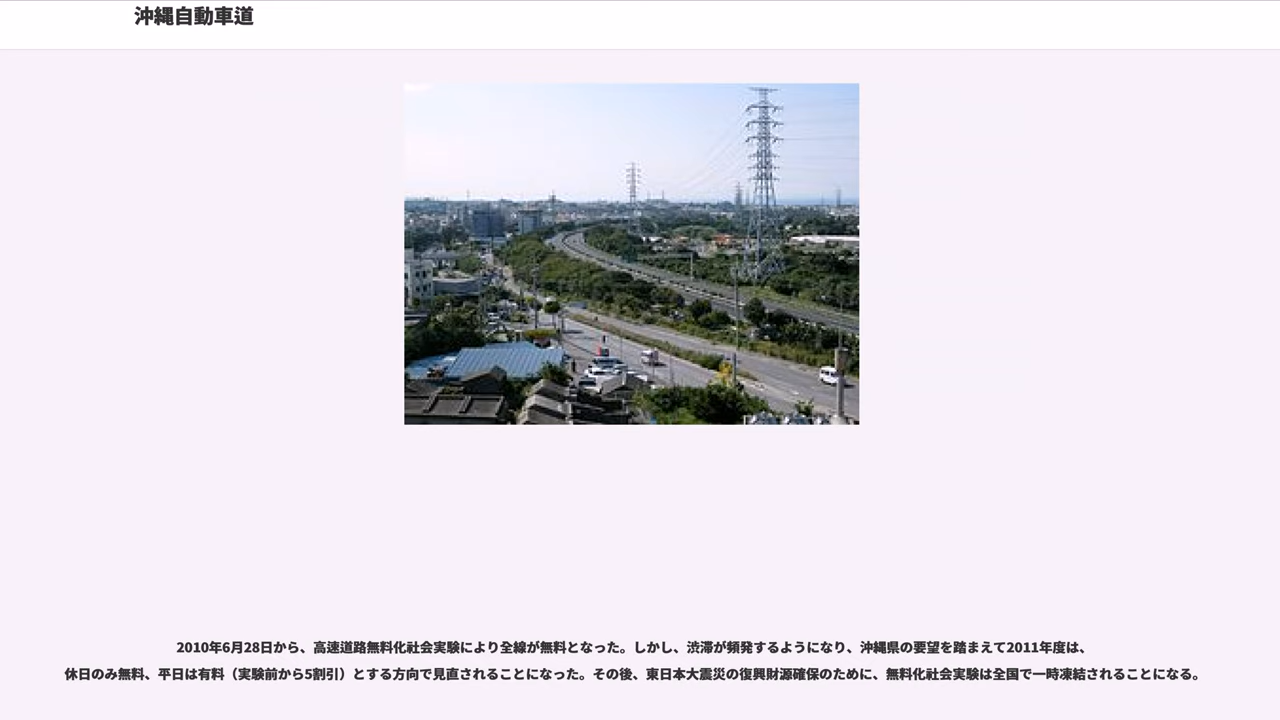 沖縄自動車道
2010年6月28日から、高速道路無料化社会実験により全線が無料となった。しかし、渋滞が頻発するようになり、沖縄県の要望を踏まえて2011年度は、
休日のみ無料、平日は有料（実験前から5割引）とする方向で見直されることになった。その後、東日本大震災の復興財源確保のために、無料化社会実験は全国で一時凍結されることになる。